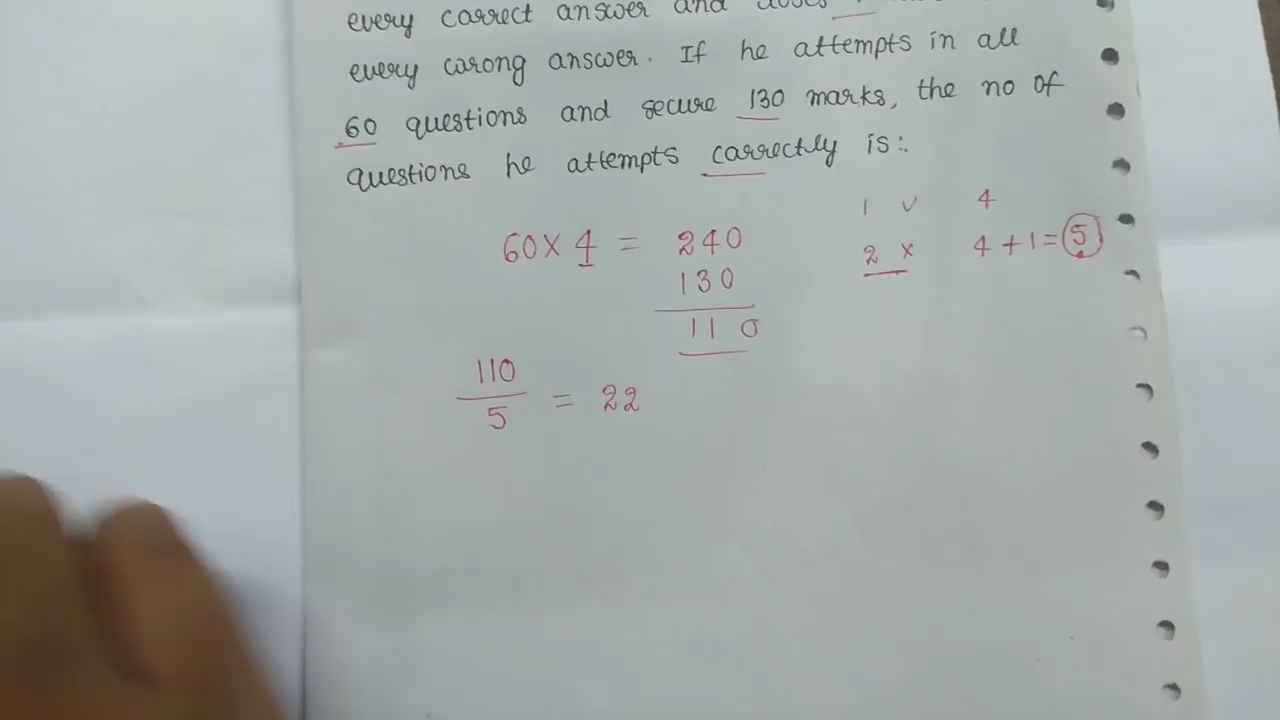 every correct answer and
every carong answer. If he attempts in all
60 questions and secure 130 marks, the no of
questions he attempts carrectly is:
1 ✓ 4
60 × 4 = 240
2 × 4 + 1 = 5
130
110
110
5 = 22